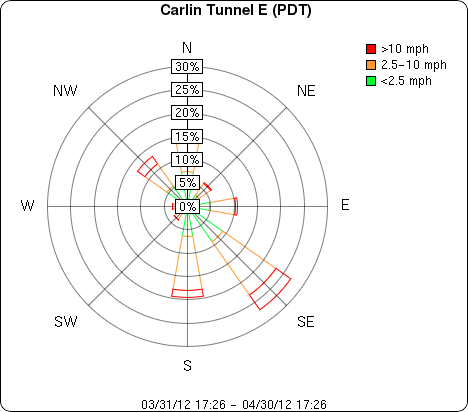 Carlin Tunnel E (PDT)
N
>10 mph
2.5-10 mph
<2.5 mph
30%
25%
20%
15%
10%
5%
0%
NW
NE
W
E
SW
SE
S
03/31/12 17:26 - 04/30/12 17:26